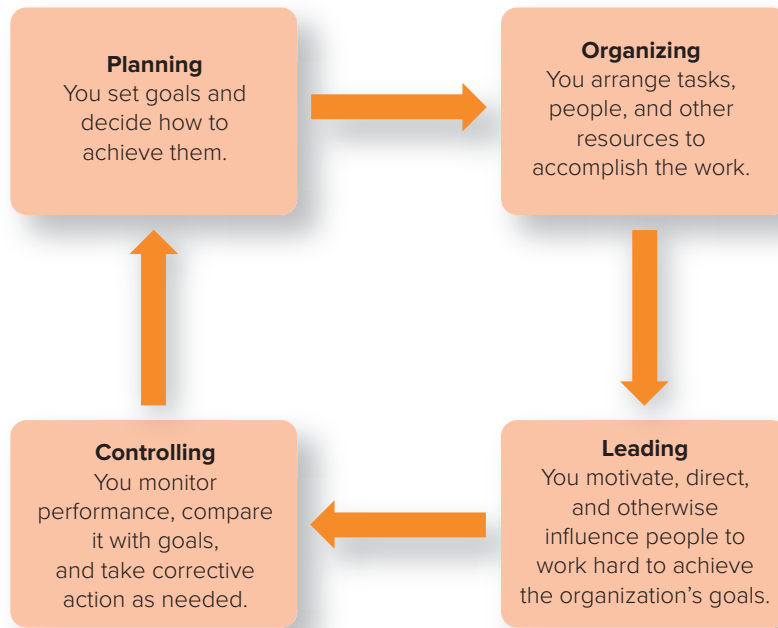 Planning
You set goals and
decide how to
achieve them.
Organizing
You arrange tasks,
people, and other
resources to
accomplish the work.
Controlling
You monitor
performance, compare
it with goals,
and take corrective
action as needed.
Leading
You motivate, direct,
and otherwise
influence people to
work hard to achieve
the organization’s goals.